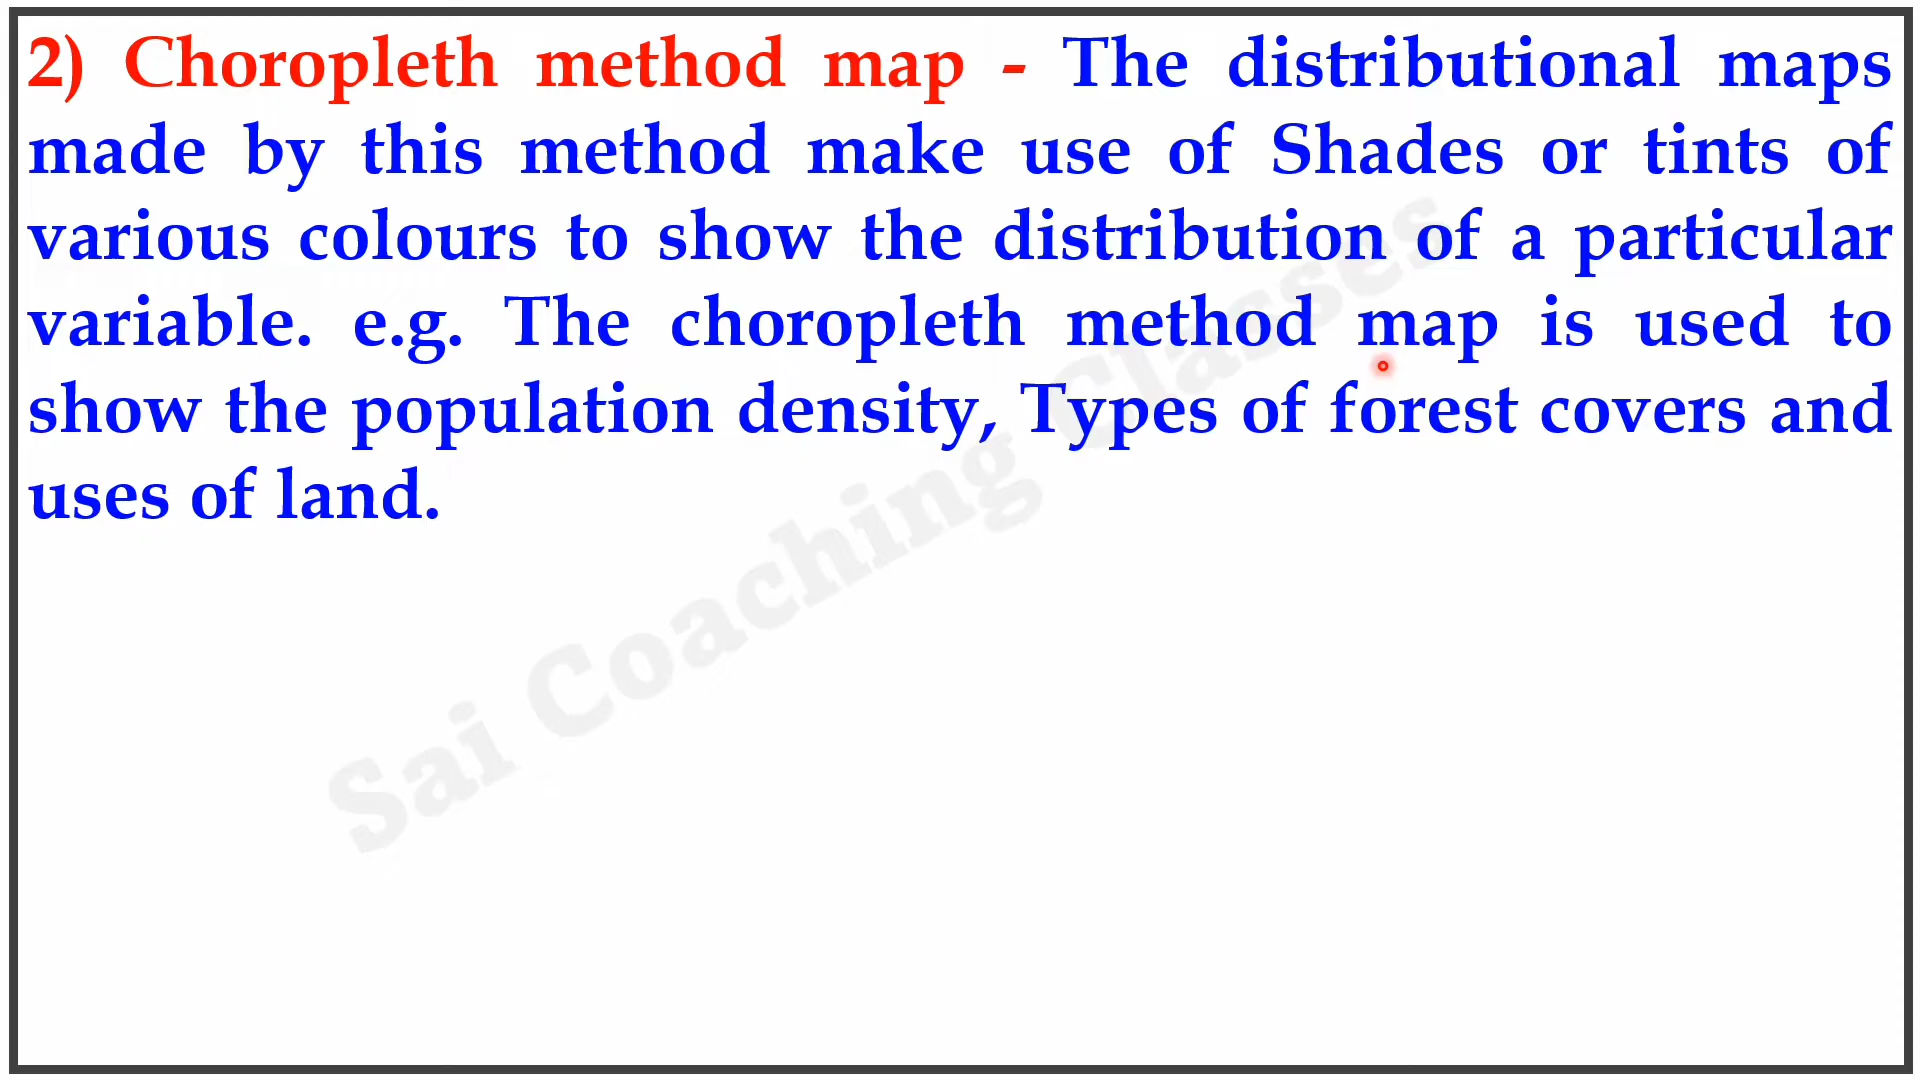 2) Choropleth method map - The distributional maps
made by this method make use of Shades or tints of
various colours to show the distribution of a particular
variable. e.g. The choropleth method map is used to
show the population density, Types of forest covers and
uses of land.
Sai Coaching Classes